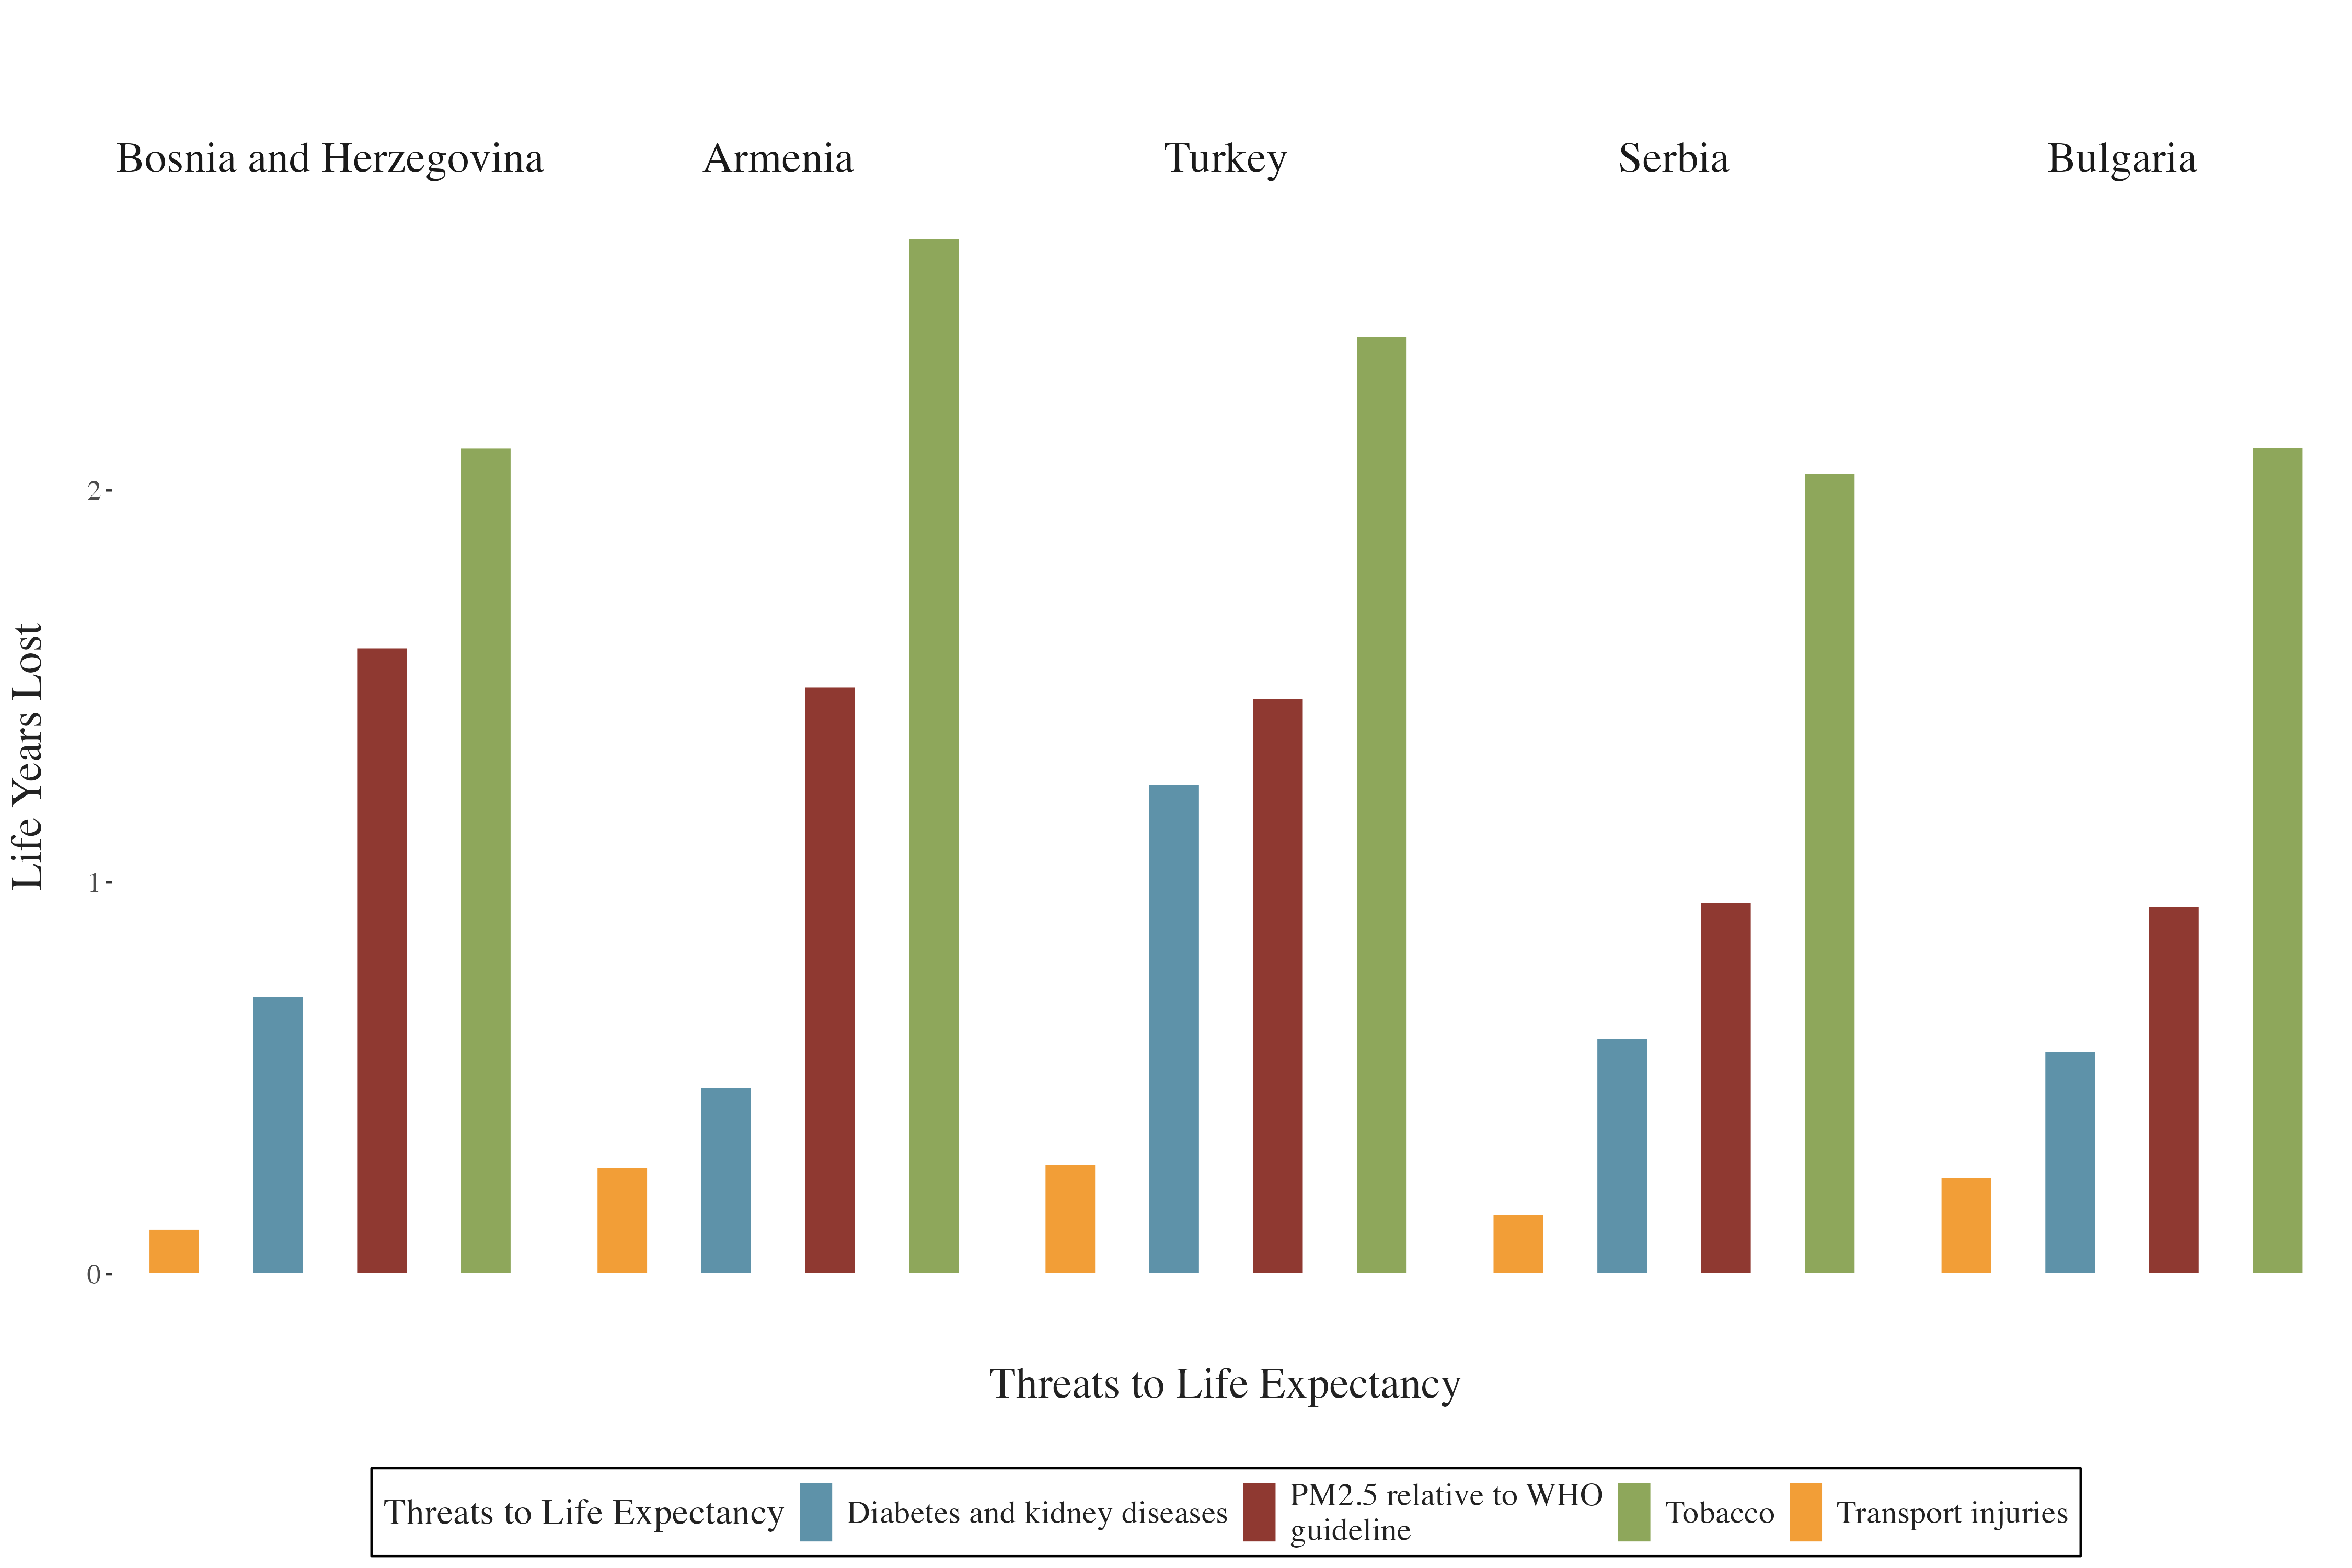 Bosnia and Herzegovina
Armenia
Turkey
Serbia
Bulgaria
Life Years Lost
2
1
0
Threats to Life Expectancy
Threats to Life Expectancy
Diabetes and kidney diseases
PM2.5 relative to WHO
guideline
Tobacco
Transport injuries